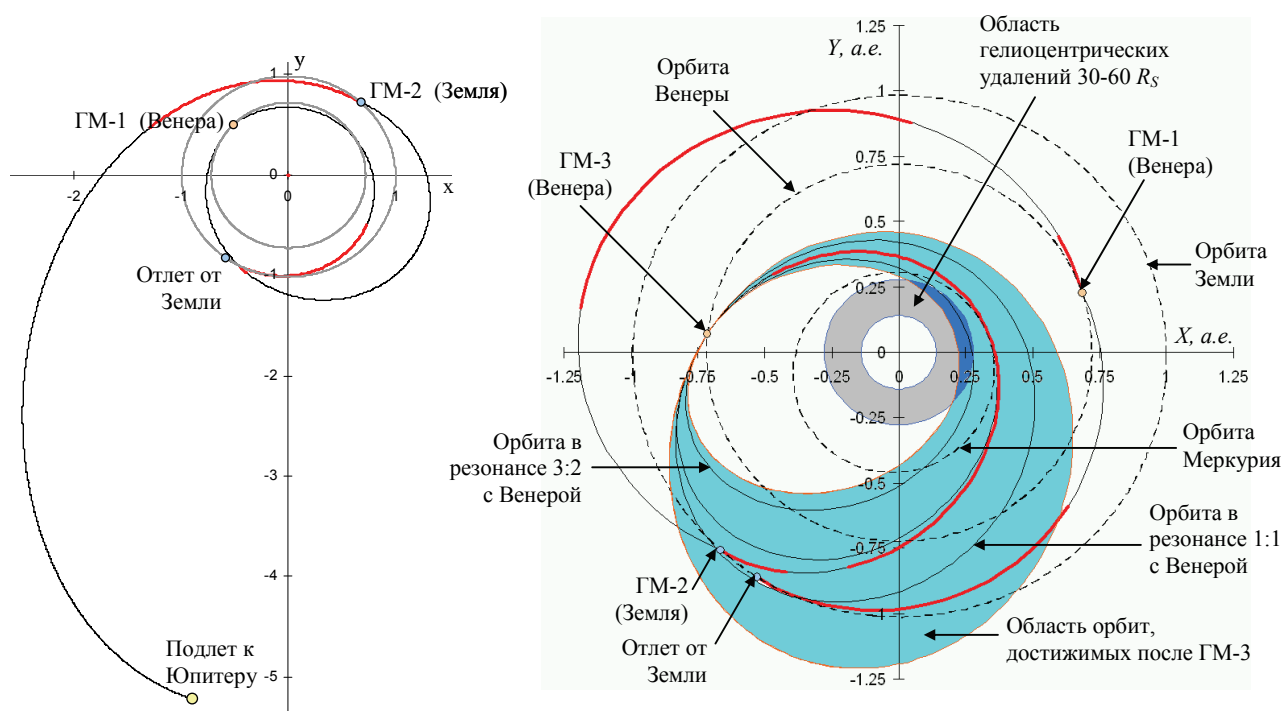 y
1
ГМ-2 (Земля)
ГМ-1 (Венера)
0
-2
-1
0
1
x
Отлет от
Земли
-1
-2
-3
-4
Подлет к
Юпитеру
-5
1.25
Y, а.е.
Область
гелиоцентрических
удалений 30-60 RS
Орбита
Венеры
1
ГМ-1
(Венера)
ГМ-3
(Венера)
0.75
0.5
Орбита
Земли
0.25
X, а.е.
0
-1.25
-1
-0.75
-0.5
-0.25
0
0.25
0.5
0.75
1
1.25
-0.25
Орбита в
резонансе 3:2
с Венерой
Орбита
Меркурия
-0.5
-0.75
Орбита в
резонансе 1:1
с Венерой
ГМ-2
(Земля)
1
Отлет от
Земли
Область орбит,
достижимых после ГМ-3
-1.25